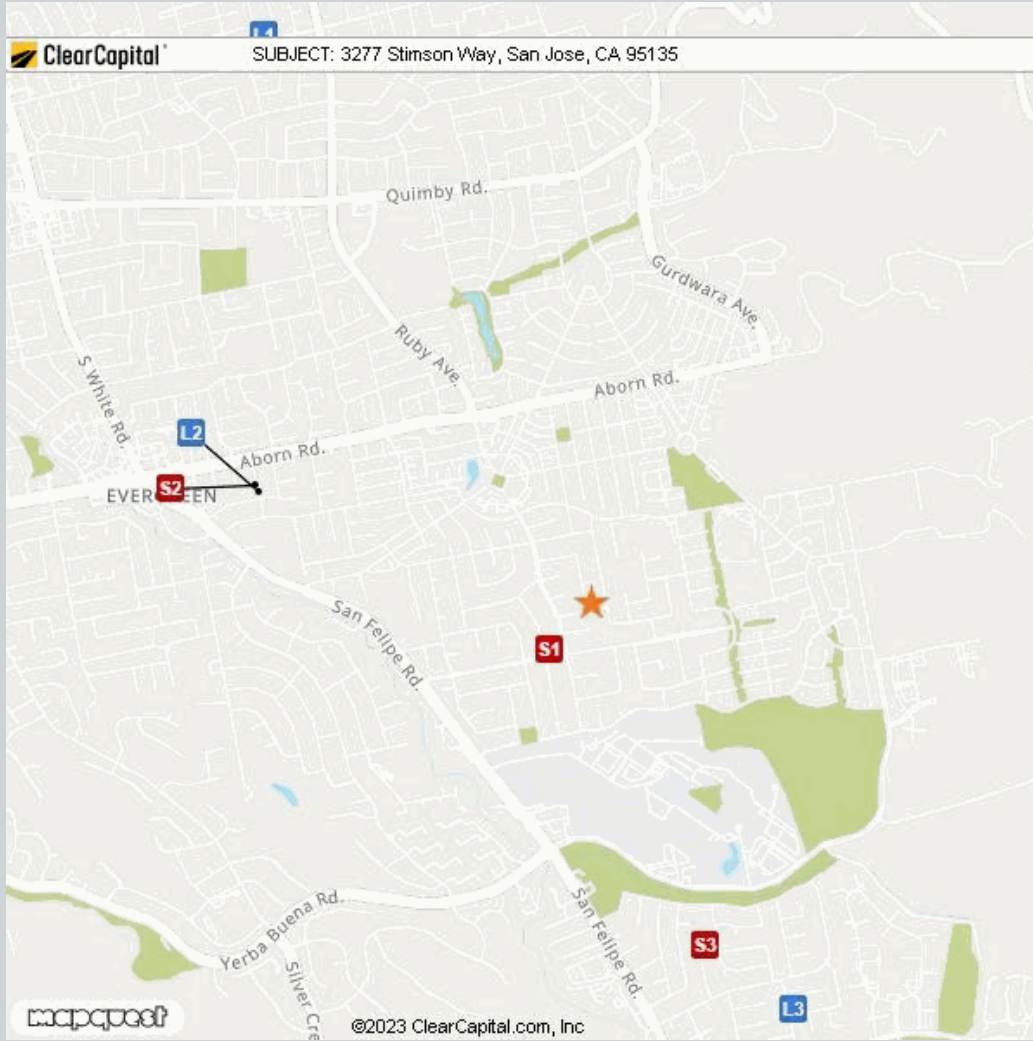 L1
ClearCapital
SUBJECT: 3277 Stimson Way, San Jose, CA 95135
Quimby Rd.
Gurdwara Ave.
Ruby Ave.
S White Rd.
Aborn Rd.
L2
Aborn Rd.
S2
EVERGREEN
San Felipe Rd.
S1
Yerba Buena Rd.
San Felipe Rd.
S3
Silver Cre
L3
mapquest
©2023 ClearCapital.com, Inc